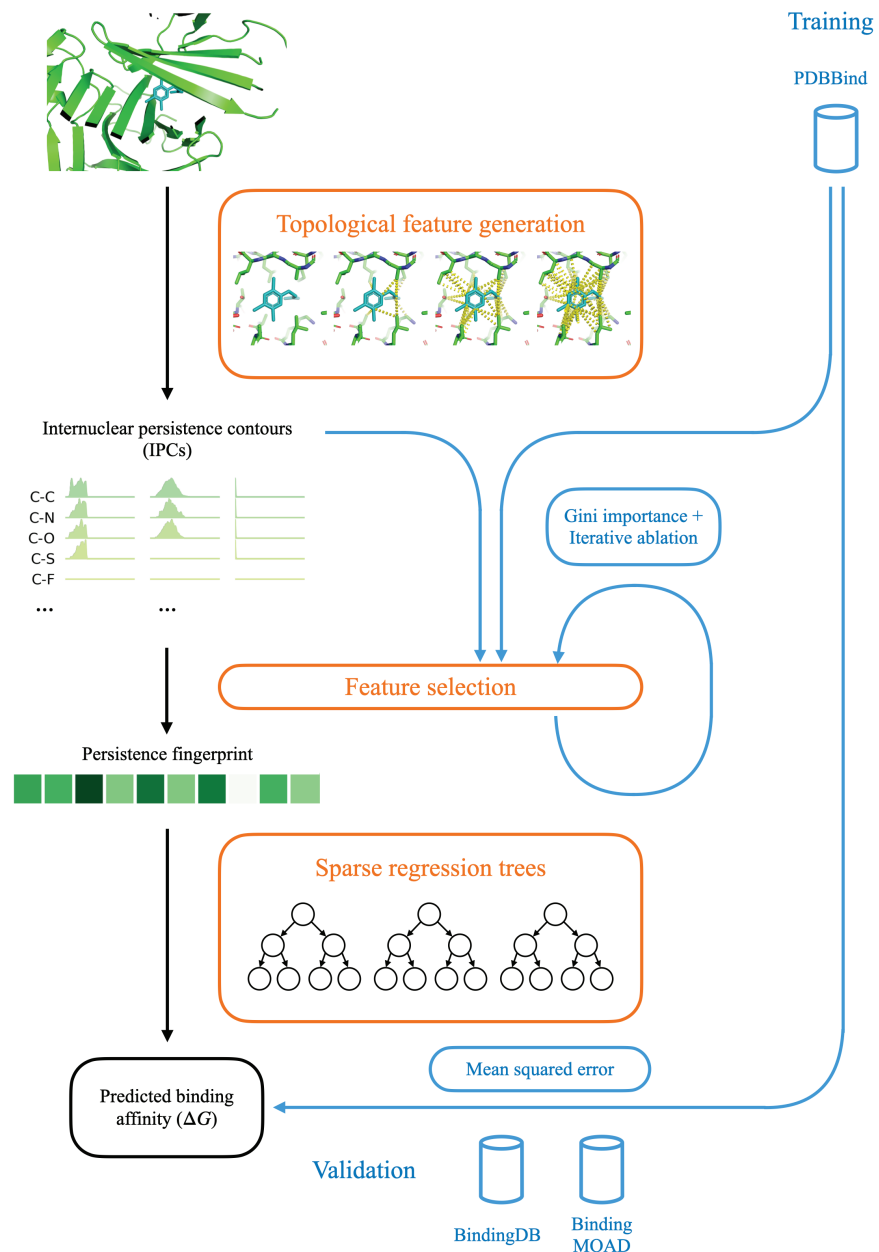 Training
PDBBind
Topological feature generation
Internuclear persistence contours
(IPCs)
C-C
C-N
C-O
C-S
C-F
...
...
Gini importance +
Iterative ablation
Feature selection
Persistence fingerprint
Sparse regression trees
Mean squared error
Predicted binding
affinity (ΔG)
Validation
BindingDB
Binding
MOAD